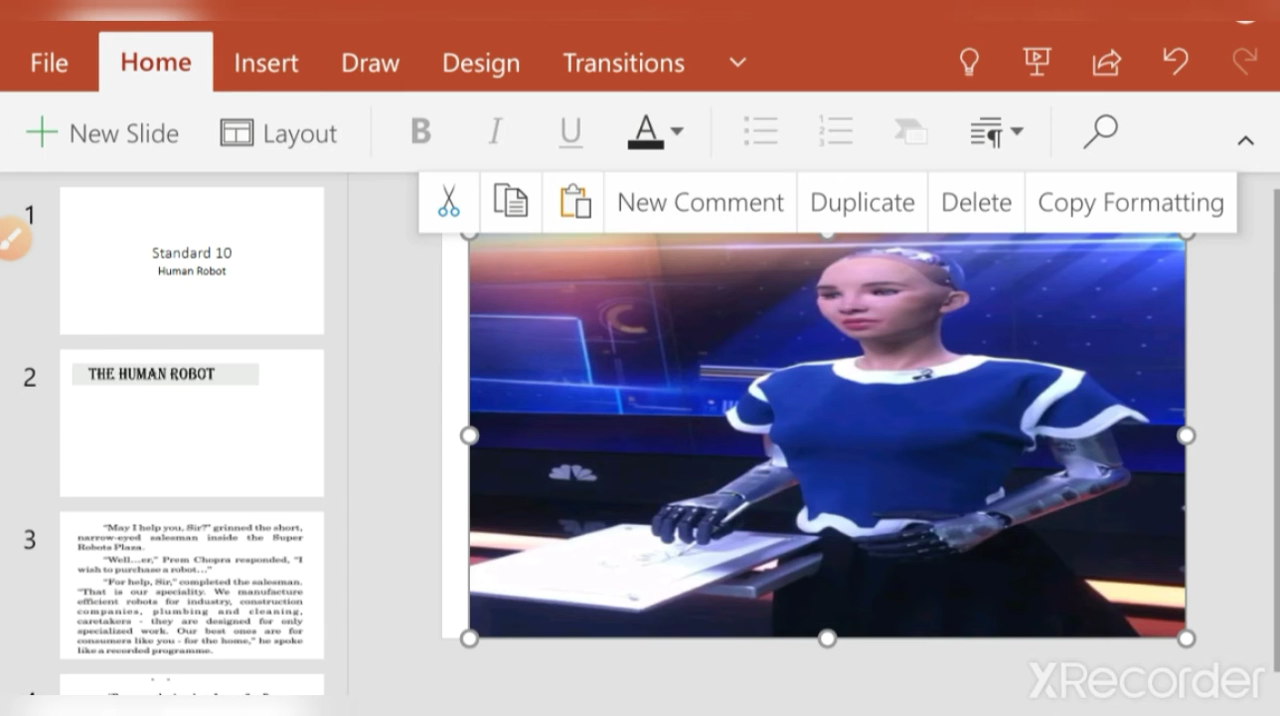 File Home Insert Draw Design Transitions
New Slide Layout B I U A
New Comment Duplicate Delete Copy Formatting
1
Standard 10
Human Robot
2
THE HUMAN ROBOT
3
"May I help you, Sir?" grinned the short,
narrow-eyed salesman inside the Super
Robots Plaza.
"Well....er," Prem Chopra responded, "I
wish to purchase a robot..."
"For help, Sir," completed the salesman.
"That is our speciality. We manufacture
efficient robots for industry, construction
companies, plumbing and cleaning,
caretakers - they are designed for only
specialized work. Our best ones are for
consumers like you - for the home," he spoke
like a recorded programme.
XRecorder